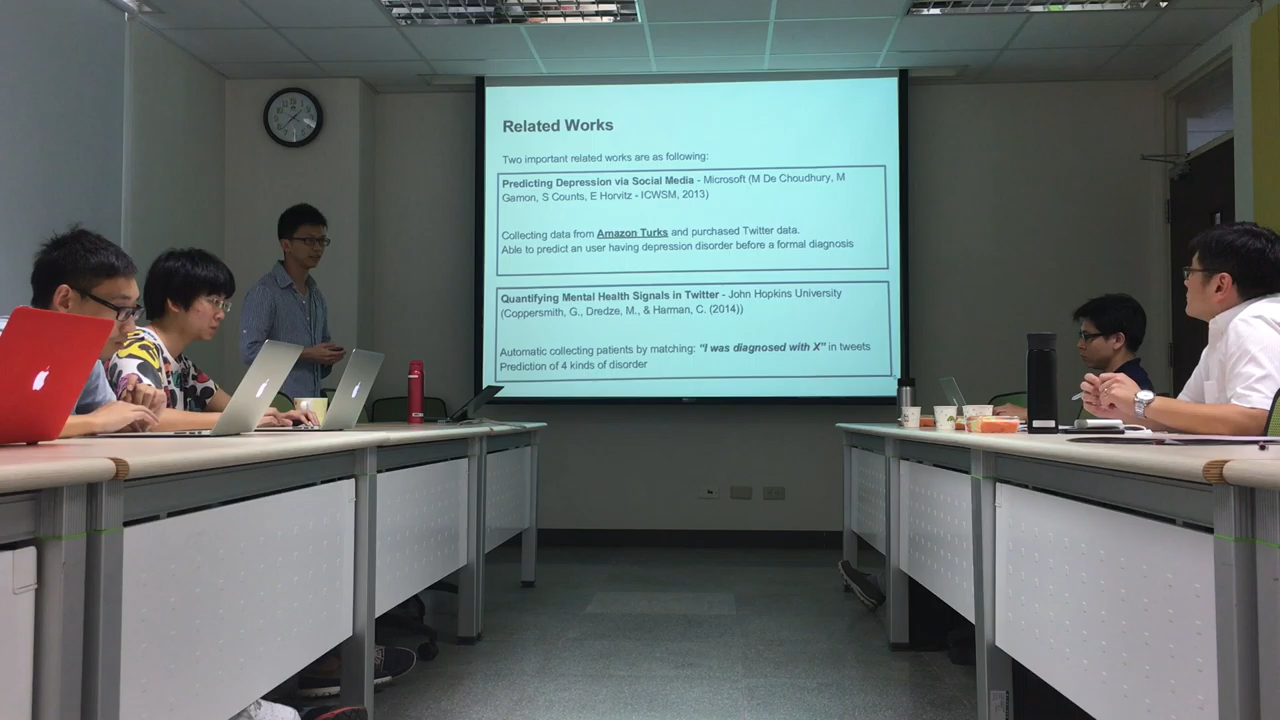 Related Works
Two important related works are as following:
Predicting Depression via Social Media - Microsoft (M De Choudhury, M
Gamon, S Counts, E Horvitz - ICWSM, 2013)
Collecting data from Amazon Turks and purchased Twitter data.
Able to predict an user having depression disorder before a formal diagnosis
Quantifying Mental Health Signals in Twitter - John Hopkins University
(Coppersmith, G., Dredze, M., & Harman, C. (2014))
Automatic collecting patients by matching: "I was diagnosed with X" in tweets
Prediction of 4 kinds of disorder